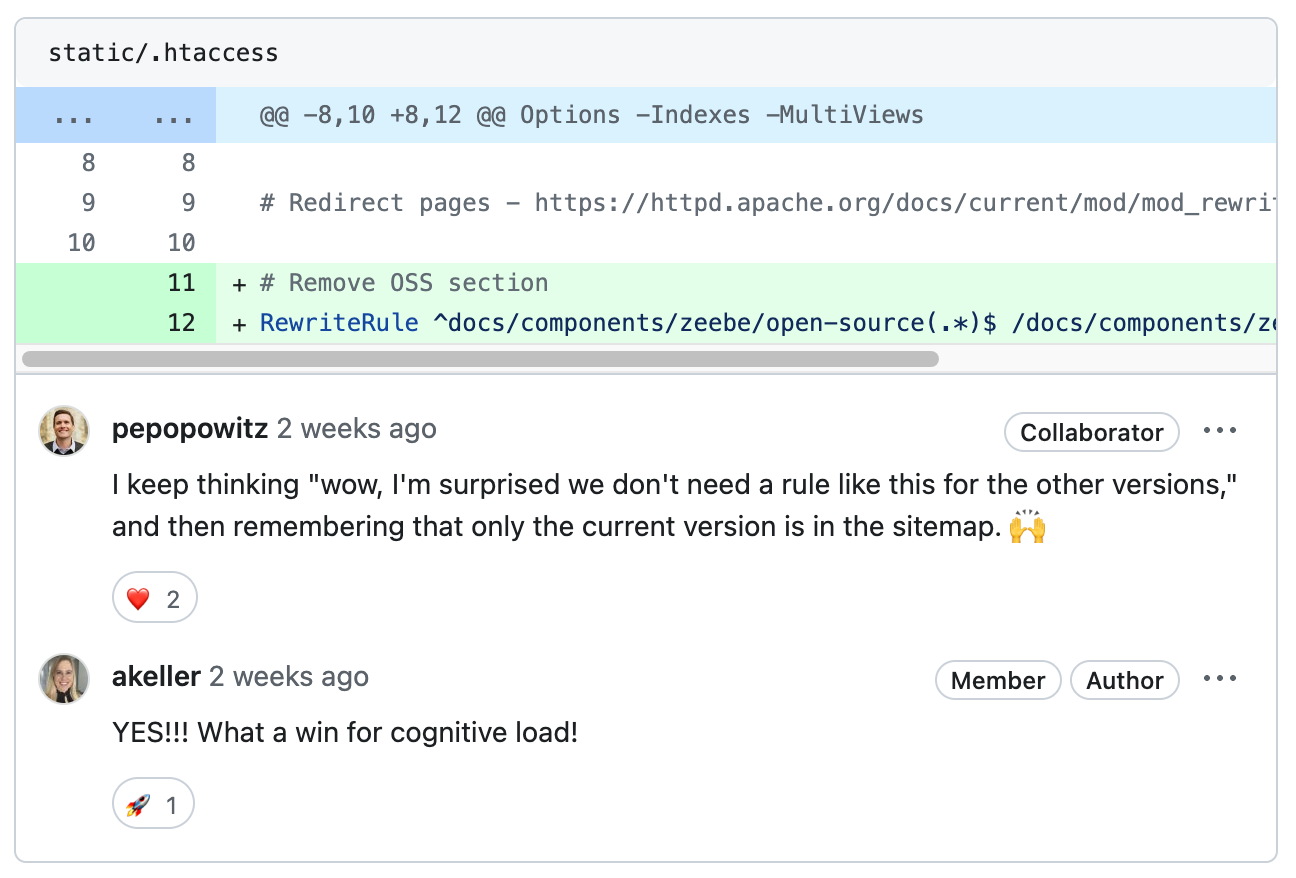 static/.htaccess
... ... @@ -8,10 +8,12 @@ Options -Indexes -MultiViews
8 8
9 9 # Redirect pages - https://httpd.apache.org/docs/current/mod/mod_rewri
10 10
11 + # Remove OSS section
12 + RewriteRule ^docs/components/zeebe/open-source(.*)$ /docs/components/ze
pepopowitz 2 weeks ago Collaborator ...
I keep thinking "wow, I'm surprised we don't need a rule like this for the other versions,"
and then remembering that only the current version is in the sitemap. 🙌
❤️ 2
akeller 2 weeks ago Member Author ...
YES!!! What a win for cognitive load!
🚀 1